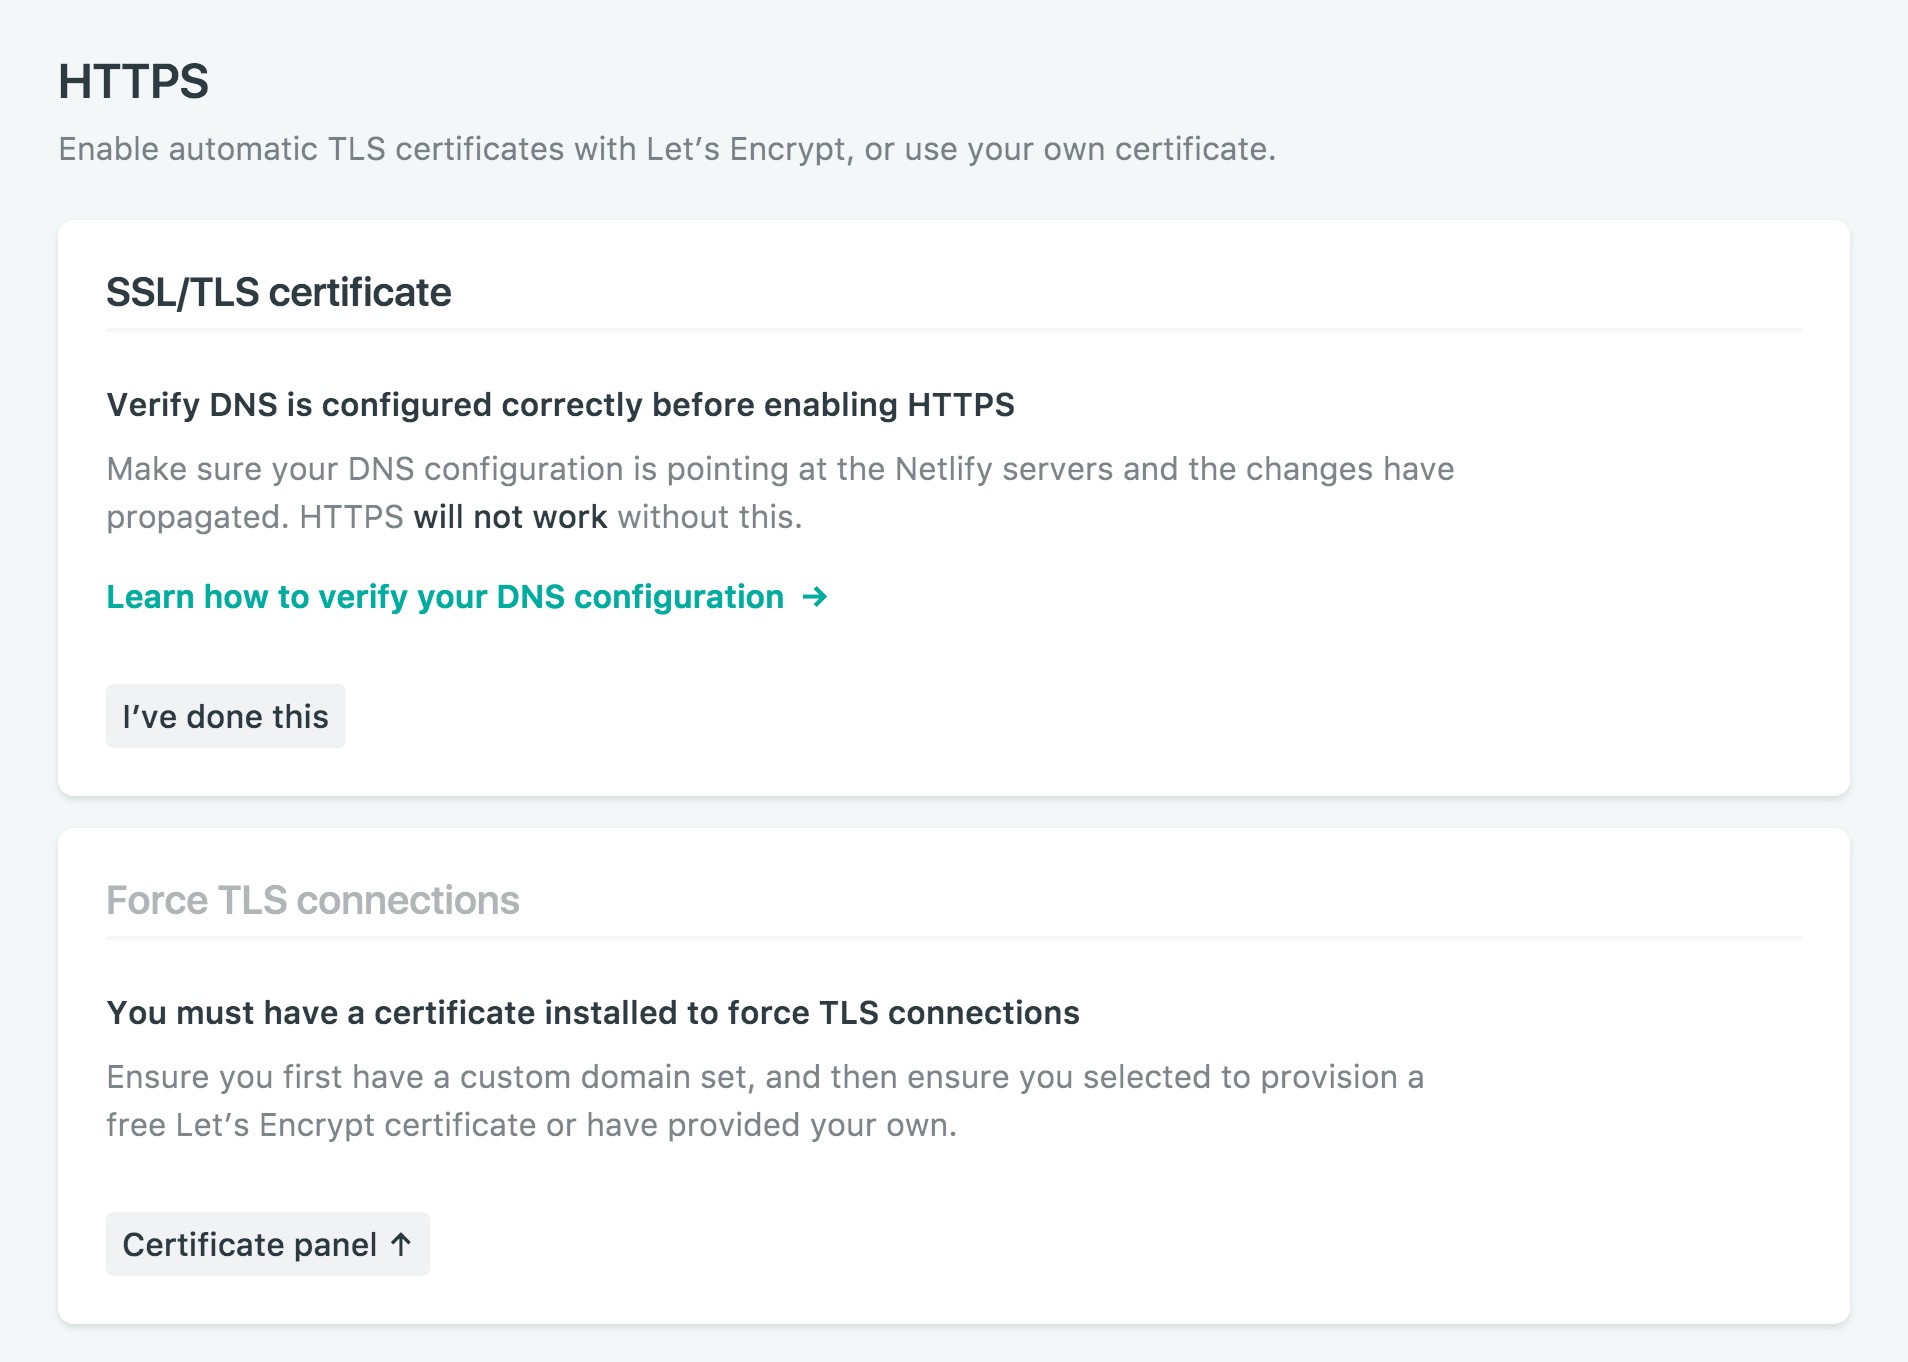 HTTPS
Enable automatic TLS certificates with Let’s Encrypt, or use your own certificate.
SSL/TLS certificate
Verify DNS is configured correctly before enabling HTTPS
Make sure your DNS configuration is pointing at the Netlify servers and the changes have
propagated. HTTPS will not work without this.
Learn how to verify your DNS configuration →
I’ve done this
Force TLS connections
You must have a certificate installed to force TLS connections
Ensure you first have a custom domain set, and then ensure you selected to provision a
free Let’s Encrypt certificate or have provided your own.
Certificate panel ↑